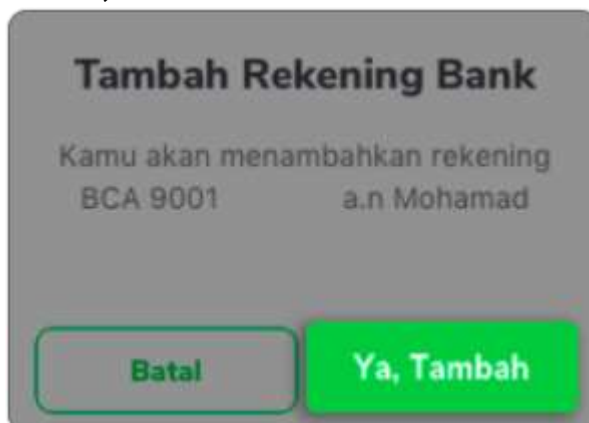 Tambah Rekening Bank
Kamu akan menambahkan rekening
BCA 9001 a.n Mohamad
Batal
Ya, Tambah